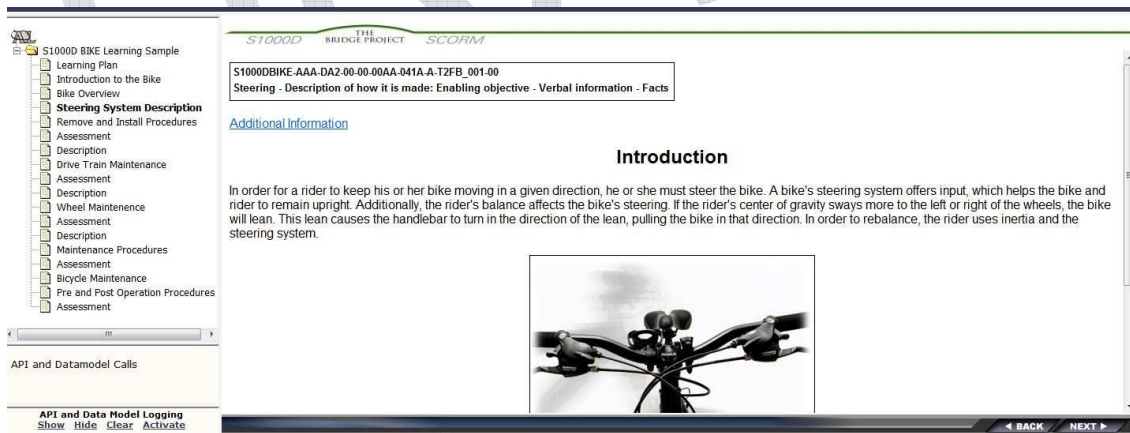 ADL
S1000D BIKE Learning Sample
Learning Plan
Introduction to the Bike
Bike Overview
Steering System Description
Remove and Install Procedures
Assessment
Description
Drive Train Maintenance
Assessment
Description
Wheel Maintenence
Assessment
Description
Maintenance Procedures
Assessment
Bicycle Maintenance
Pre and Post Operation Procedures
Assessment
API and Datamodel Calls
API and Data Model Logging
Show Hide Clear Activate
S1000D THE BRIDGE PROJECT SCORM
S1000DBIKE-AAA-DA2-00-00-00AA-041A-A-T2FB_001-00
Steering - Description of how it is made: Enabling objective - Verbal information - Facts
Additional Information
Introduction
In order for a rider to keep his or her bike moving in a given direction, he or she must steer the bike. A bike's steering system offers input, which helps the bike and
rider to remain upright. Additionally, the rider's balance affects the bike's steering. If the rider's center of gravity sways more to the left or right of the wheels, the bike
will lean. This lean causes the handlebar to turn in the direction of the lean, pulling the bike in that direction. In order to rebalance, the rider uses inertia and the
steering system.
BACK NEXT